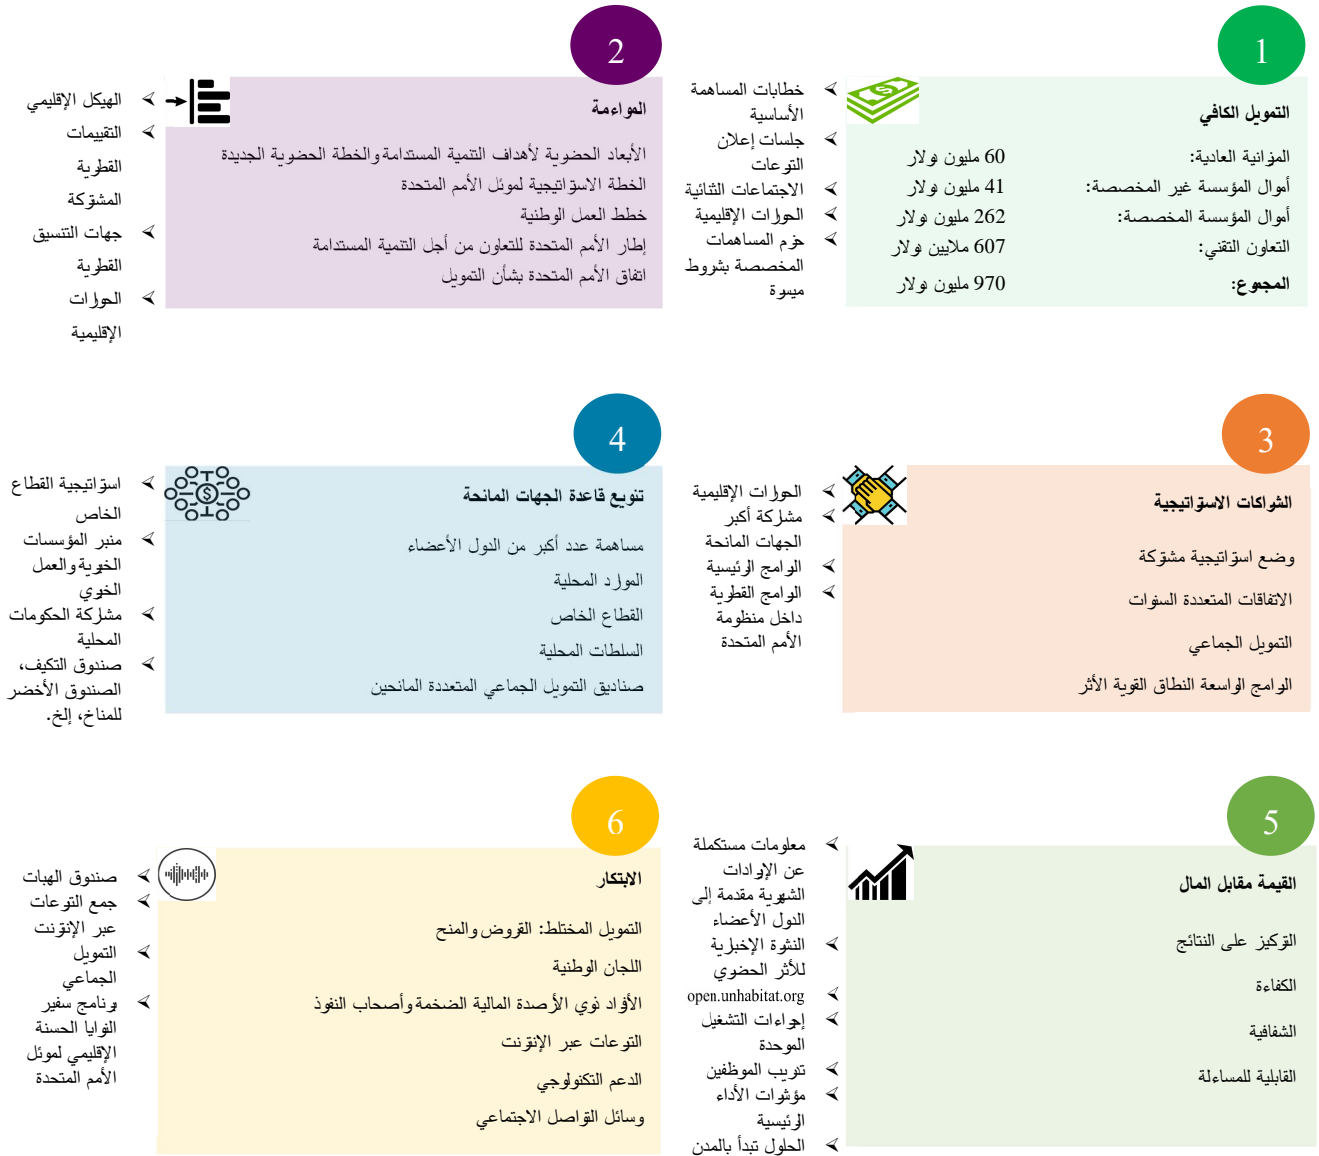 1
التمويل الكافي
الميزانية العادية: 60 مليون دولار
أموال المؤسسة غير المخصصة: 41 مليون دولار
أموال المؤسسة المخصصة: 262 مليون دولار
التعاون التقني: 607 ملايين دولار
المجموع: 970 مليون دولار
خطابات المساهمة
الأساسية
جلسات إعلان
التبرعات
الاجتماعات الثنائية
الحوارات الإقليمية
حزم المساهمات
المخصصة بشروط
ميسرة
2
المواءمة
الأبعاد الحضرية لأهداف التنمية المستدامة والخطة الحضرية الجديدة
الخطة الاستراتيجية لموئل الأمم المتحدة
خطط العمل الوطنية
إطار الأمم المتحدة للتعاون من أجل التنمية المستدامة
اتفاق الأمم المتحدة بشأن التمويل
الهيكل الإقليمي
التقييمات
القطرية
المشتركة
جهات التنسيق
القطرية
الحوارات
الإقليمية
3
الشراكات الاستراتيجية
وضع استراتيجية مشتركة
الاتفاقات المتعددة السنوات
التمويل الجماعي
البرامج الواسعة النطاق القوية الأثر
الحوارات الإقليمية
مشاركة أكبر
الجهات المانحة
البرامج الرئيسية
البرامج القطرية
داخل منظومة
الأمم المتحدة
4
تنويع قاعدة الجهات المانحة
مساهمة عدد أكبر من الدول الأعضاء
الموارد المحلية
القطاع الخاص
السلطات المحلية
صناديق التمويل الجماعي المتعددة المانحين
استراتيجية القطاع
الخاص
منبر المؤسسات
الخيرية والعمل
الخيري
مشاركة الحكومات
المحلية
صندوق التكيف،
الصندوق الأخضر
للمناخ، إلخ.
5
القيمة مقابل المال
التركيز على النتائج
الكفاءة
الشفافية
القابلية للمساءلة
معلومات مستكملة
عن الإيرادات
الشهرية مقدمة إلى
الدول الأعضاء
النشرة الإخبارية
للأثر الحضري
open.unhabitat.org
إجراءات التشغيل
الموحدة
تدريب الموظفين
مؤشرات الأداء
الرئيسية
الحلول تبدأ بالمدن
6
الابتكار
التمويل المختلط: القروض والمنح
اللجان الوطنية
الأفراد ذوي الأرصدة المالية الضخمة وأصحاب النفوذ
التبرعات عبر الإنترنت
الدعم التكنولوجي
وسائل التواصل الاجتماعي
صندوق الهبات
جمع التبرعات
عبر الإنترنت
التمويل
الجماعي
برنامج سفير
النوايا الحسنة
الإقليمي لموئل
الأمم المتحدة